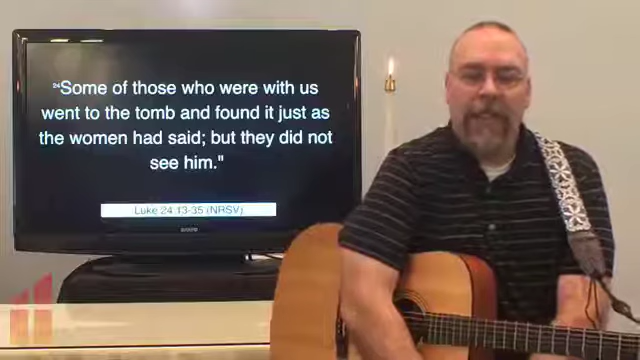 24Some of those who were with us
went to the tomb and found it just as
the women had said; but they did not
see him."
Luke 24:13-35 (NRSV)
SANYO